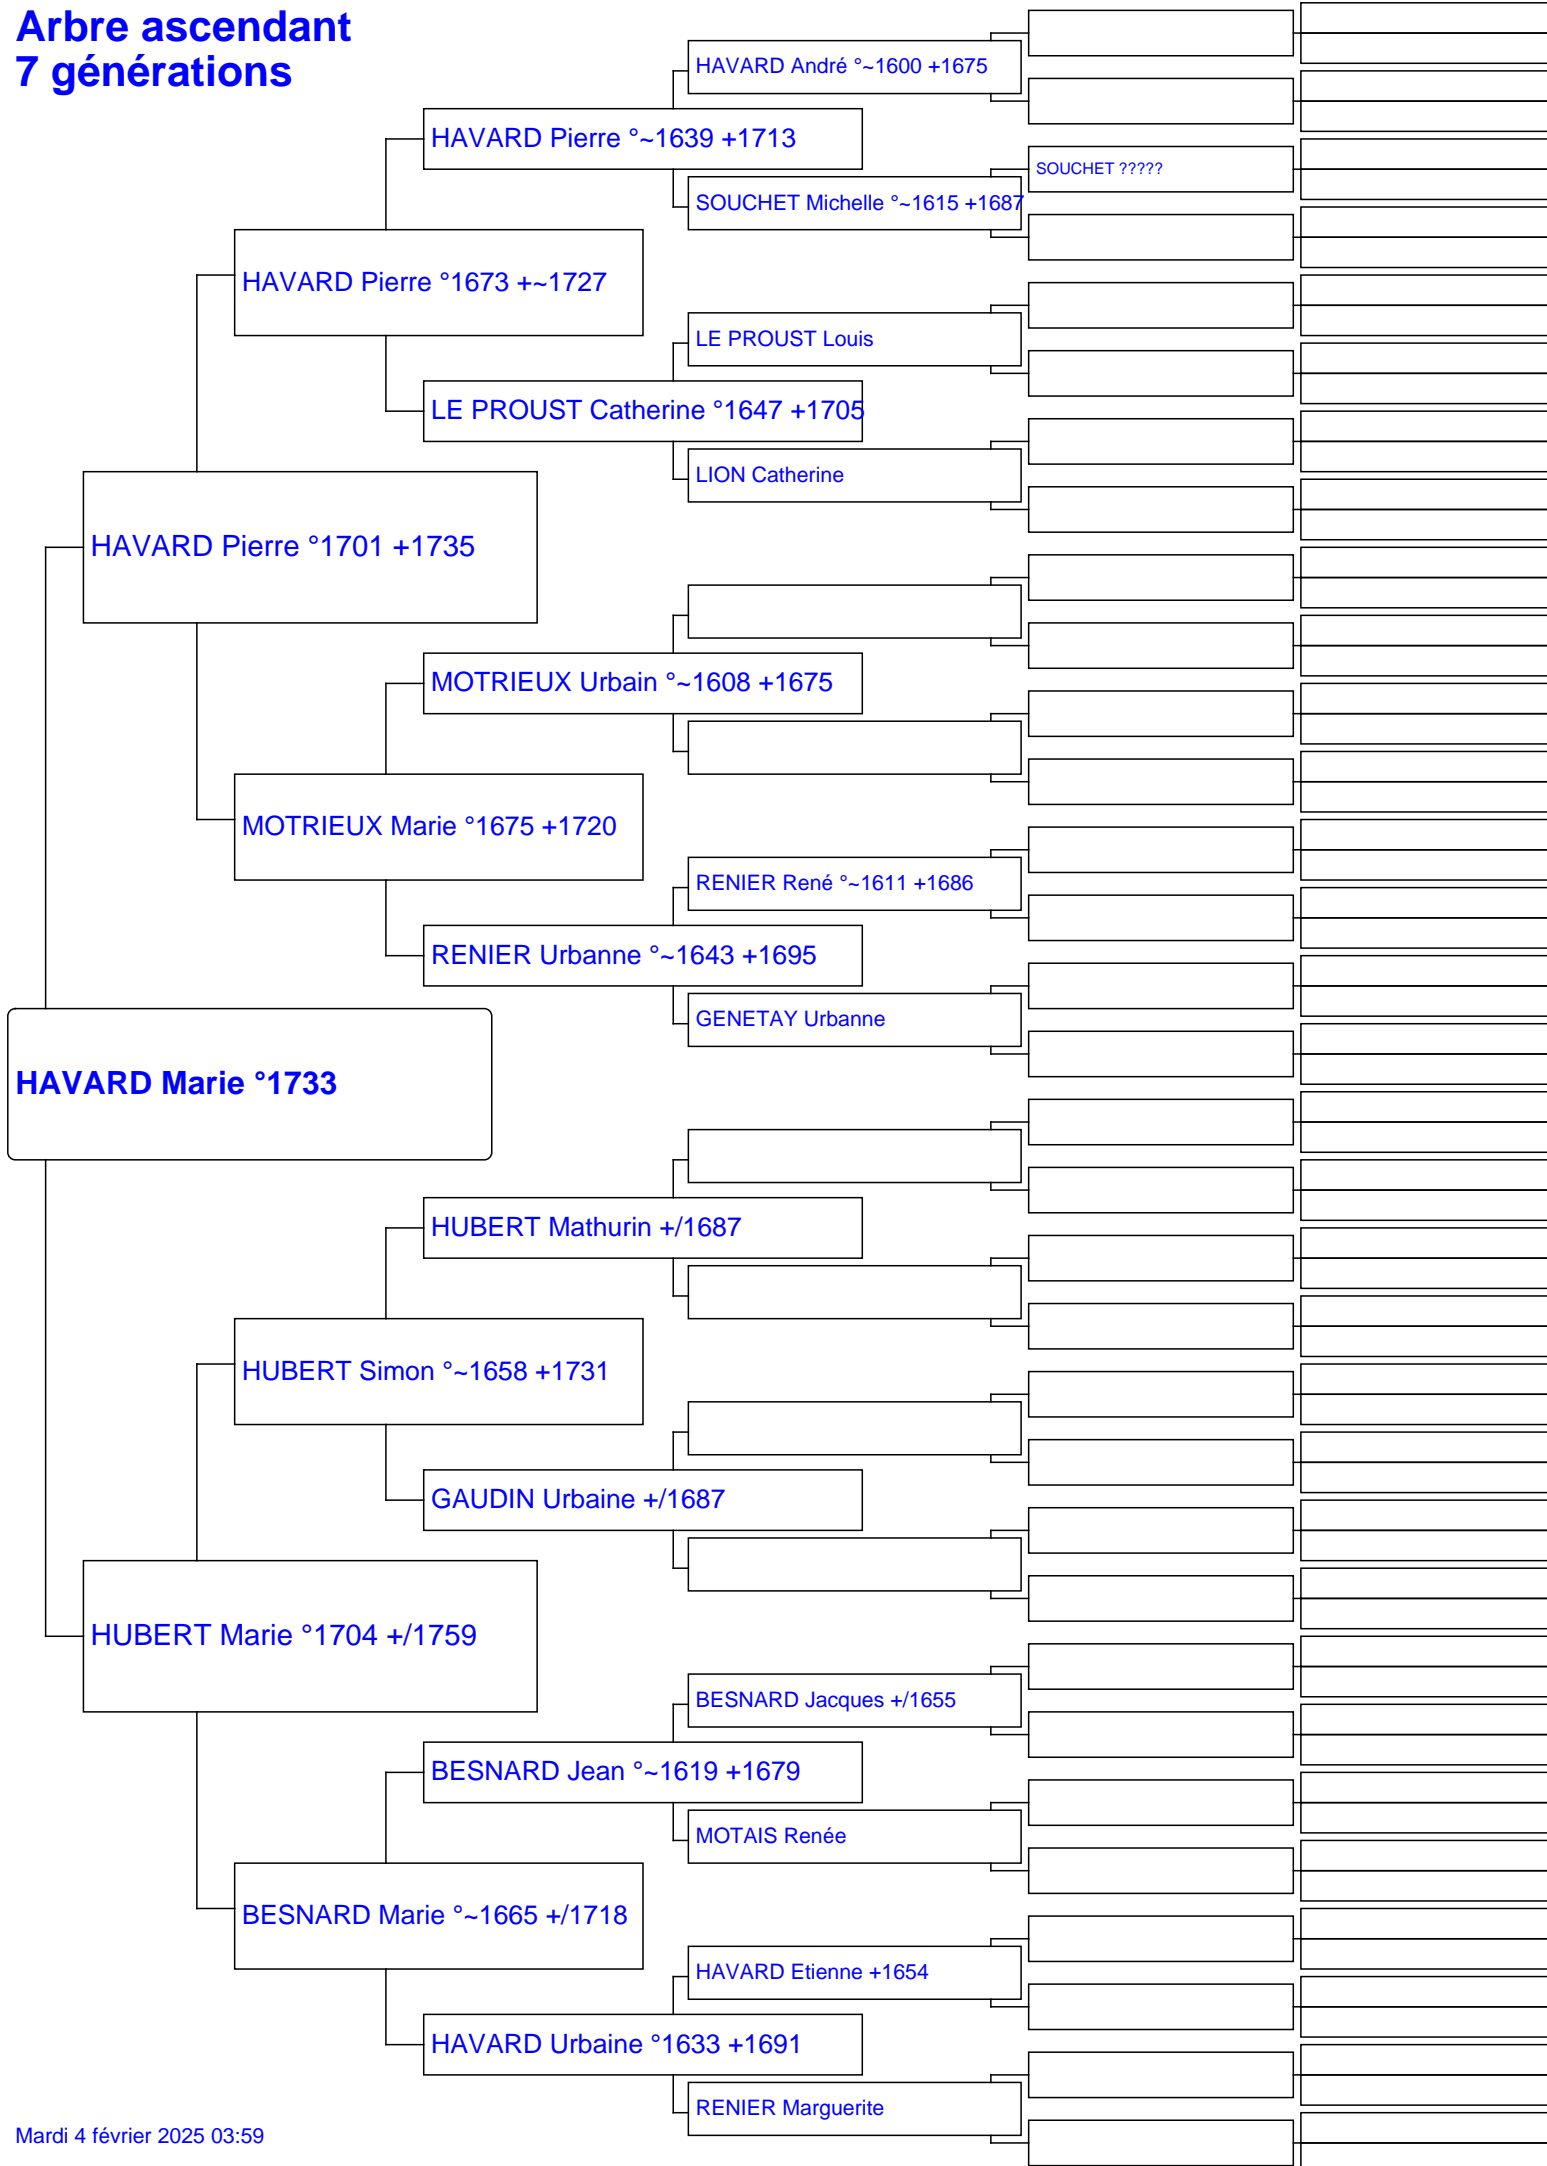 Arbre ascendant
7 générations
HAVARD André °~1600 +1675
HAVARD Pierre °~1639 +1713
SOUCHET ?????
SOUCHET Michelle °~1615 +1687
HAVARD Pierre °1673 +~1727
LE PROUST Louis
LE PROUST Catherine °1647 +1705
LION Catherine
HAVARD Pierre °1701 +1735
MOTRIEUX Urbain °~1608 +1675
MOTRIEUX Marie °1675 +1720
RENIER René °~1611 +1686
RENIER Urbanne °~1643 +1695
GENETAY Urbanne
HAVARD Marie °1733
HUBERT Mathurin +/1687
HUBERT Simon °~1658 +1731
GAUDIN Urbaine +/1687
HUBERT Marie °1704 +/1759
BESNARD Jacques +/1655
BESNARD Jean °~1619 +1679
MOTAIS Renée
BESNARD Marie °~1665 +/1718
HAVARD Etienne +1654
HAVARD Urbaine °1633 +1691
RENIER Marguerite
Mardi 4 février 2025 03:59